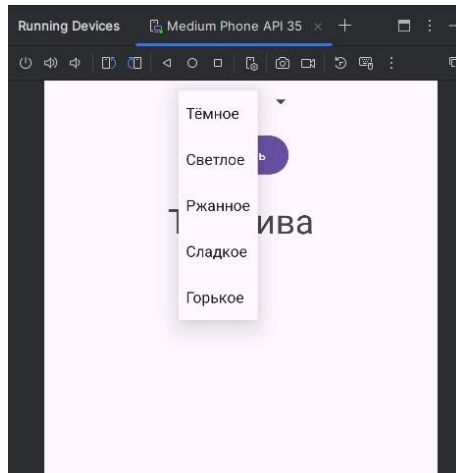 Running Devices Medium Phone API 35
Тёмное
Светлое
ь
Ржанное
Т ива
Сладкое
Горькое